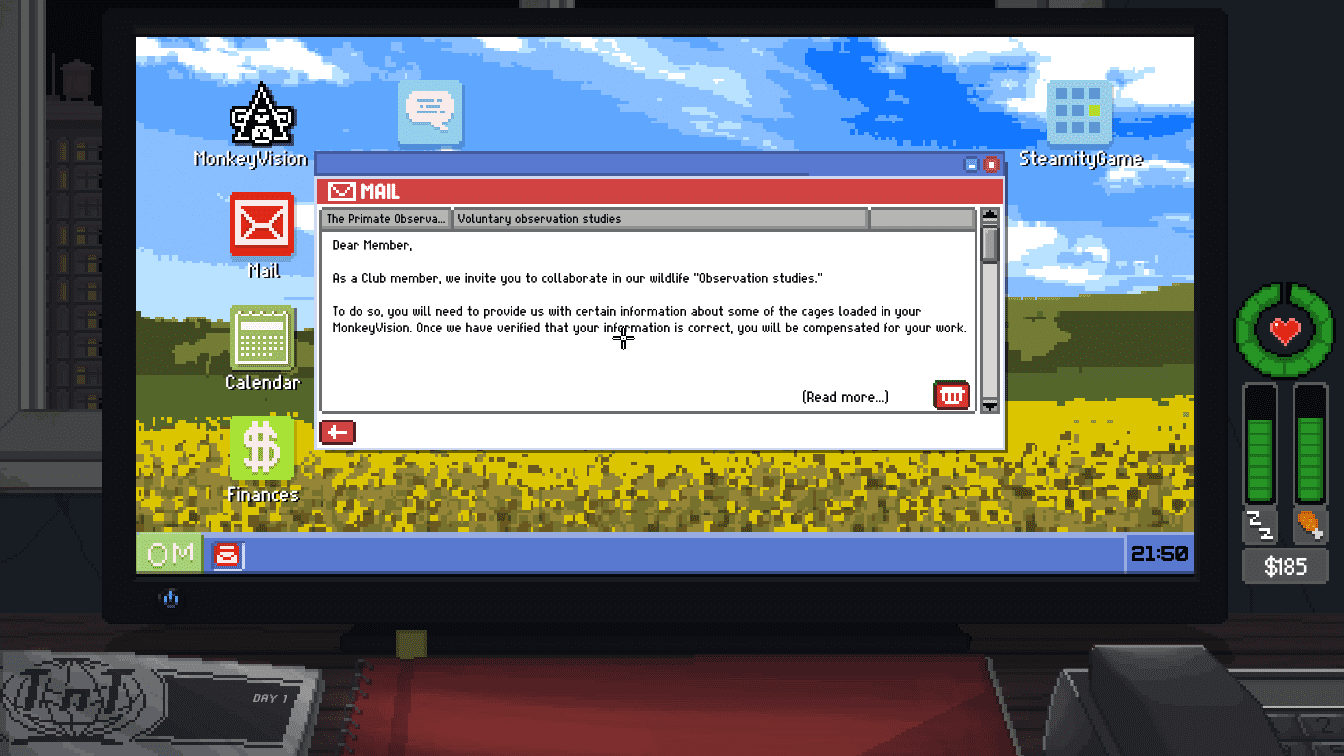 MonkeyVision
SteamityGame
MAIL
The Primate Observa... Voluntary observation studies
Dear Member,
As a Club member, we invite you to collaborate in our wildlife "Observation studies."
To do so, you will need to provide us with certain information about some of the cages loaded in your
MonkeyVision. Once we have verified that your information is correct, you will be compensated for your work.
(Read more...)
Mail
Calendar
$
Finances
OM
21:50
zzz
$185
TnT
DAY 1